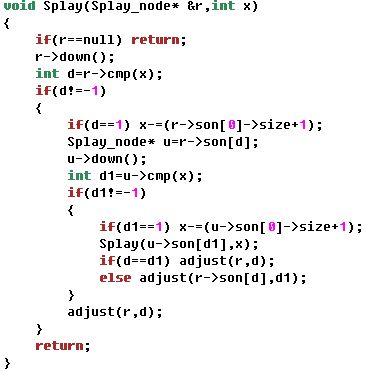 void Splay(Splay_node* &r,int x)
{
    if(r==null) return;
    r->down();
    int d=r->cmp(x);
    if(d!=-1)
    {
        if(d==1) x-=(r->son[0]->size+1);
        Splay_node* u=r->son[d];
        u->down();
        int d1=u->cmp(x);
        if(d1!=-1)
        {
            if(d1==1) x-=(u->son[0]->size+1);
            Splay(u->son[d1],x);
            if(d==d1) adjust(r,d);
            else adjust(r->son[d],d1);
        }
        adjust(r,d);
    }
    return;
}